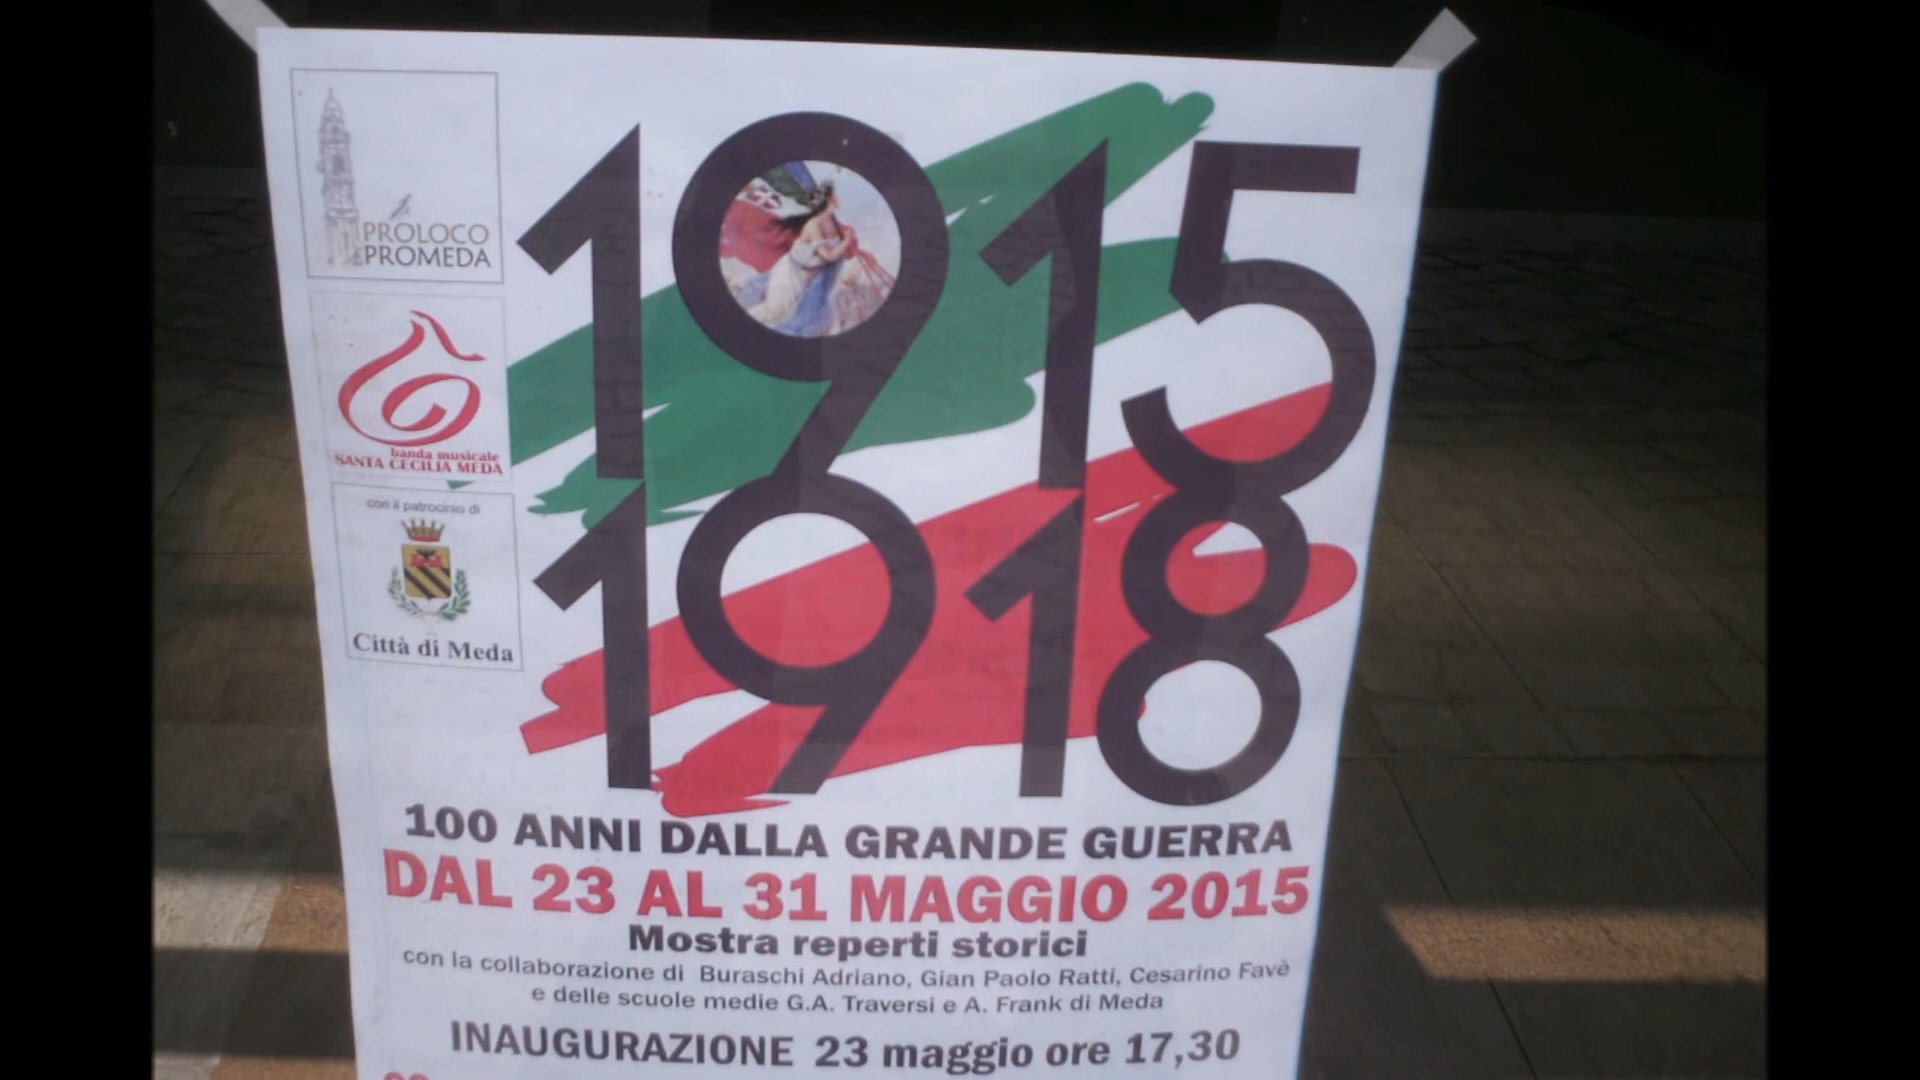 PROLOCO
PROMEDA
banda musicale
SANTA CECILIA MEDA
con il patrocinio di
Città di Meda
1915
1918
100 ANNI DALLA GRANDE GUERRA
DAL 23 AL 31 MAGGIO 2015
Mostra reperti storici
con la collaborazione di Buraschi Adriano, Gian Paolo Ratti, Cesarino Favè
e delle scuole medie G.A. Traversi e A. Frank di Meda
INAUGURAZIONE 23 maggio ore 17,30